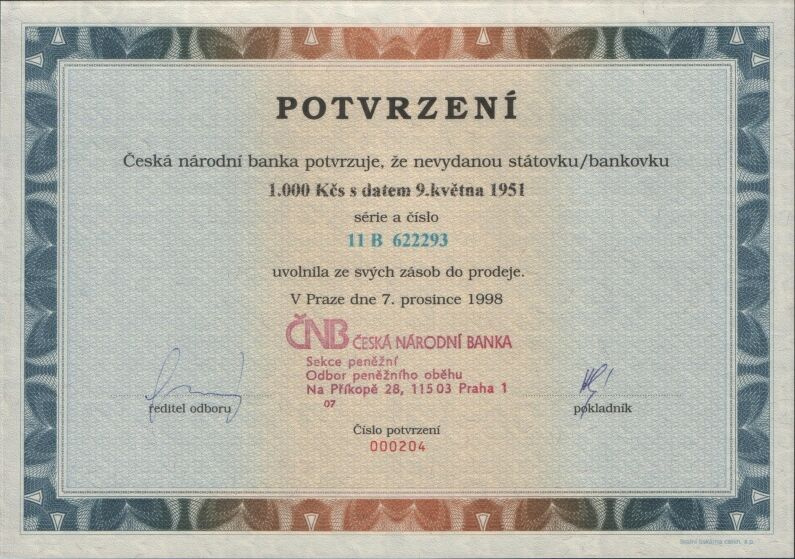 POTVRZENÍ
Česká národní banka potvrzuje, že nevydanou státovku/bankovku
1.000 Kčs s datem 9.května 1951
série a číslo
11 B 622293
uvolnila ze svých zásob do prodeje.
V Praze dne 7. prosince 1998
ČNB ČESKÁ NÁRODNÍ BANKA
Sekce peněžní
Odbor peněžního oběhu
Na Příkopě 28, 115 03 Praha 1
07
ředitel odboru
pokladník
Číslo potvrzení
000204